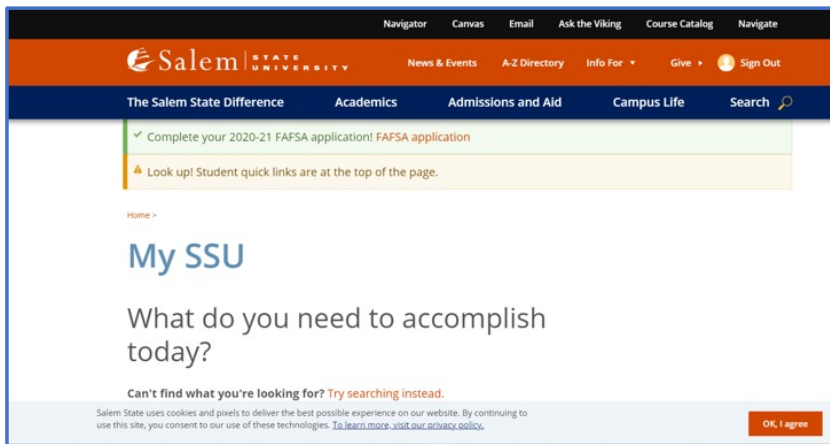 Navigator Canvas Email Ask the Viking Course Catalog Navigate
Salem STATE UNIVERSITY News & Events A-Z Directory Info For Give Sign Out
The Salem State Difference Academics Admissions and Aid Campus Life Search
Complete your 2020-21 FAFSA application! FAFSA application
Look up! Student quick links are at the top of the page.
Home >
My SSU
What do you need to accomplish
today?
Can't find what you're looking for? Try searching instead.
Salem State uses cookies and pixels to deliver the best possible experience on our website. By continuing to
use this site, you consent to our use of these technologies. To learn more, visit our privacy policy.
OK, I agree